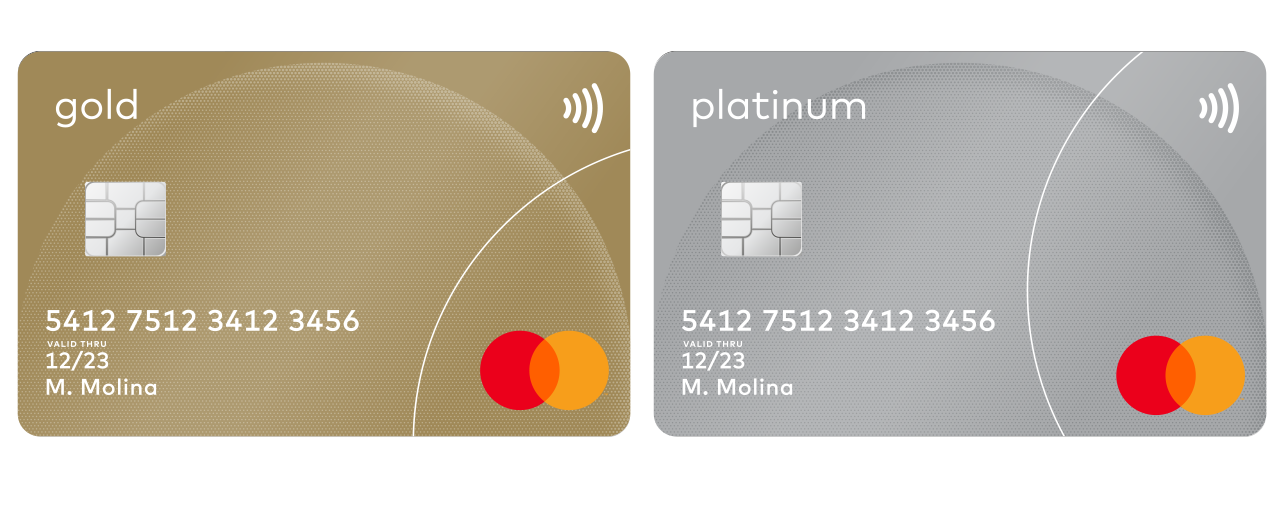 gold
5412 7512 3412 3456
VALID THRU
12/23
M. Molina
platinum
5412 7512 3412 3456
VALID THRU
12/23
M. Molina